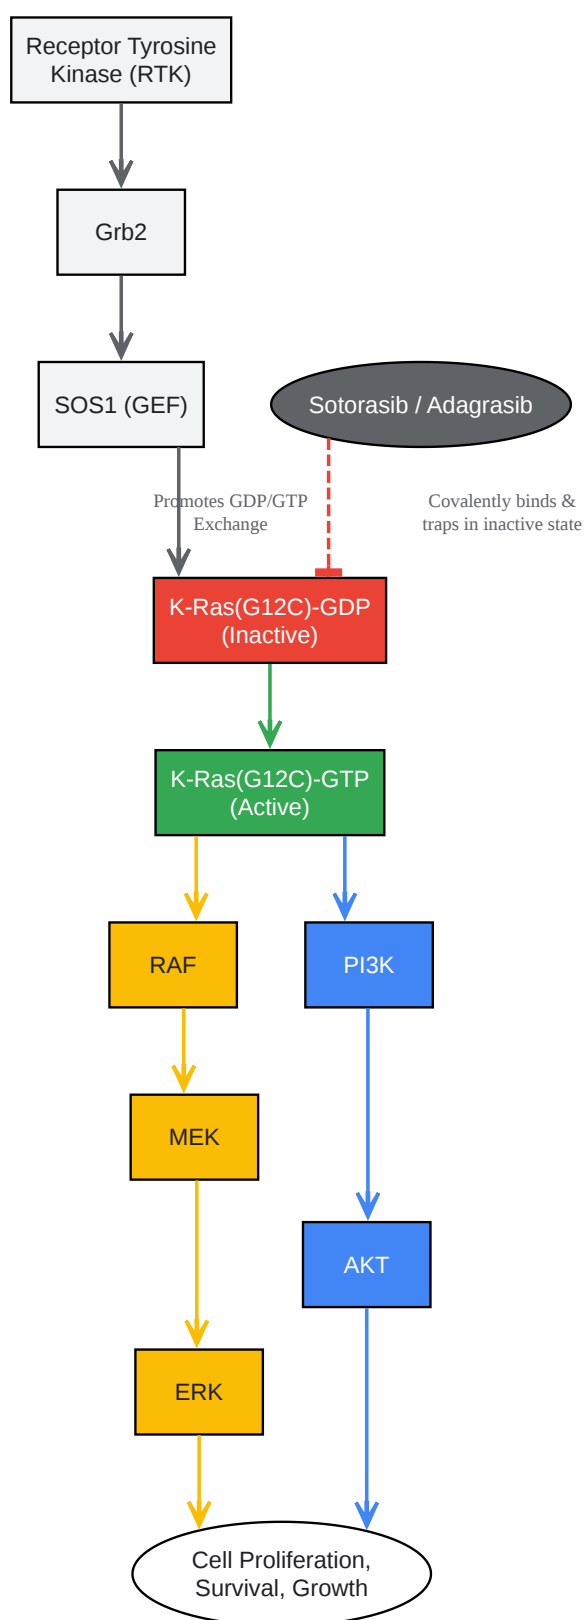 Receptor Tyrosine
Kinase (RTK)
Grb2
SOS1 (GEF)
Sotorasib / Adagrasib
Promotes GDP/GTP
Exchange
Covalently binds &
traps in inactive state
K-Ras(G12C)-GDP
(Inactive)
K-Ras(G12C)-GTP
(Active)
RAF
PI3K
MEK
AKT
ERK
Cell Proliferation,
Survival, Growth